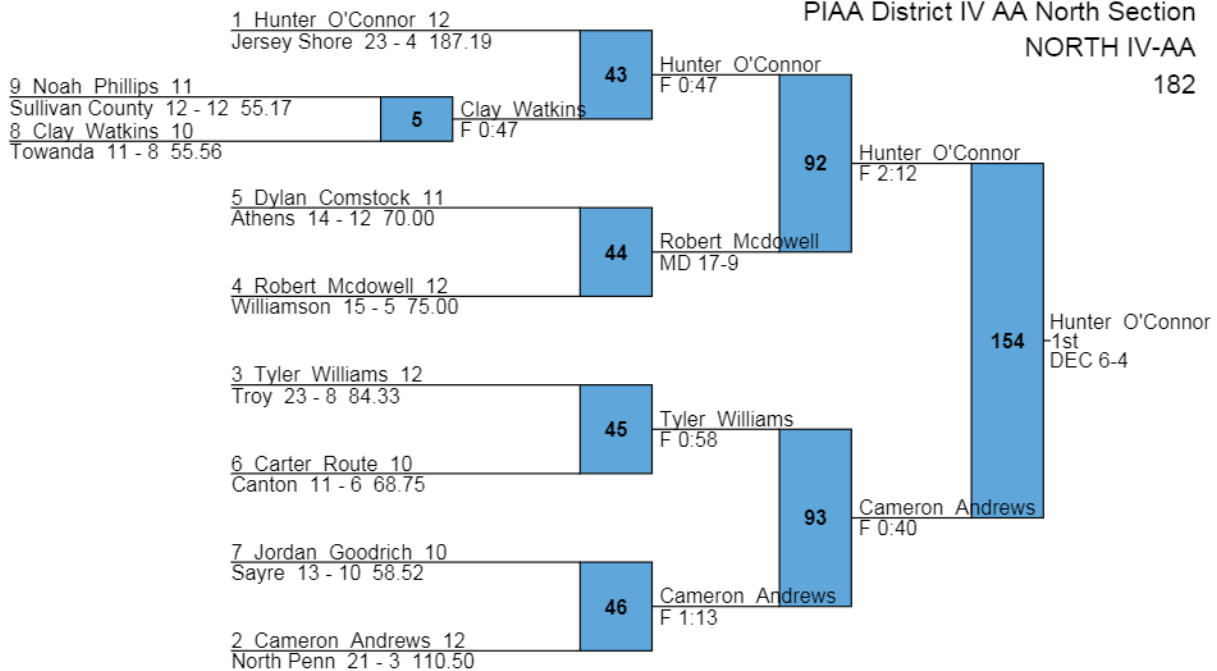 PIAA District IV AA North Section
NORTH IV-AA
182
1 Hunter O'Connor 12
Jersey Shore 23 - 4 187.19
43
Hunter O'Connor
F 0:47
9 Noah Phillips 11
Sullivan County 12 - 12 55.17
5
Clay Watkins
F 0:47
8 Clay Watkins 10
Towanda 11 - 8 55.56
92
Hunter O'Connor
F 2:12
5 Dylan Comstock 11
Athens 14 - 12 70.00
44
Robert Mcdowell
MD 17-9
4 Robert Mcdowell 12
Williamson 15 - 5 75.00
154
Hunter O'Connor
1st
DEC 6-4
3 Tyler Williams 12
Troy 23 - 8 84.33
45
Tyler Williams
F 0:58
6 Carter Route 10
Canton 11 - 6 68.75
93
Cameron Andrews
F 0:40
7 Jordan Goodrich 10
Sayre 13 - 10 58.52
46
Cameron Andrews
F 1:13
2 Cameron Andrews 12
North Penn 21 - 3 110.50